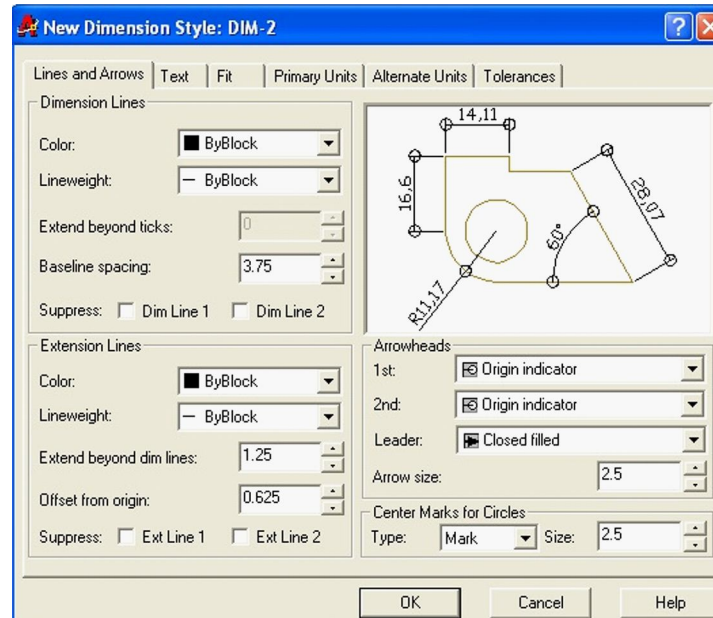 New Dimension Style: DIM-2
Lines and Arrows Text Fit Primary Units Alternate Units Tolerances
Dimension Lines
Color: ByBlock
Lineweight: ByBlock
Extend beyond ticks: 0
Baseline spacing: 3.75
Suppress: Dim Line 1 Dim Line 2
14,11
16,6
28,07
60°
R11,17
Extension Lines
Color: ByBlock
Lineweight: ByBlock
Extend beyond dim lines: 1.25
Offset from origin: 0.625
Suppress: Ext Line 1 Ext Line 2
Arrowheads
1st: Origin indicator
2nd: Origin indicator
Leader: Closed filled
Arrow size: 2.5
Center Marks for Circles
Type: Mark Size: 2.5
OK Cancel Help